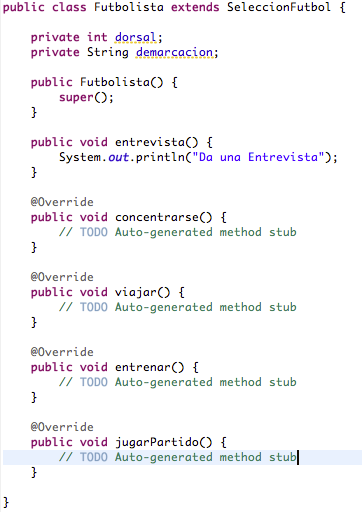 public class Futbolista extends SeleccionFutbol {
private int dorsal;
private String demarcacion;
public Futbolista() {
super();
}
public void entrevista() {
System.out.println("Da una Entrevista");
}
@Override
public void concentrarse() {
// TODO Auto-generated method stub
}
@Override
public void viajar() {
// TODO Auto-generated method stub
}
@Override
public void entrenar() {
// TODO Auto-generated method stub
}
@Override
public void jugarPartido() {
// TODO Auto-generated method stub
}
}